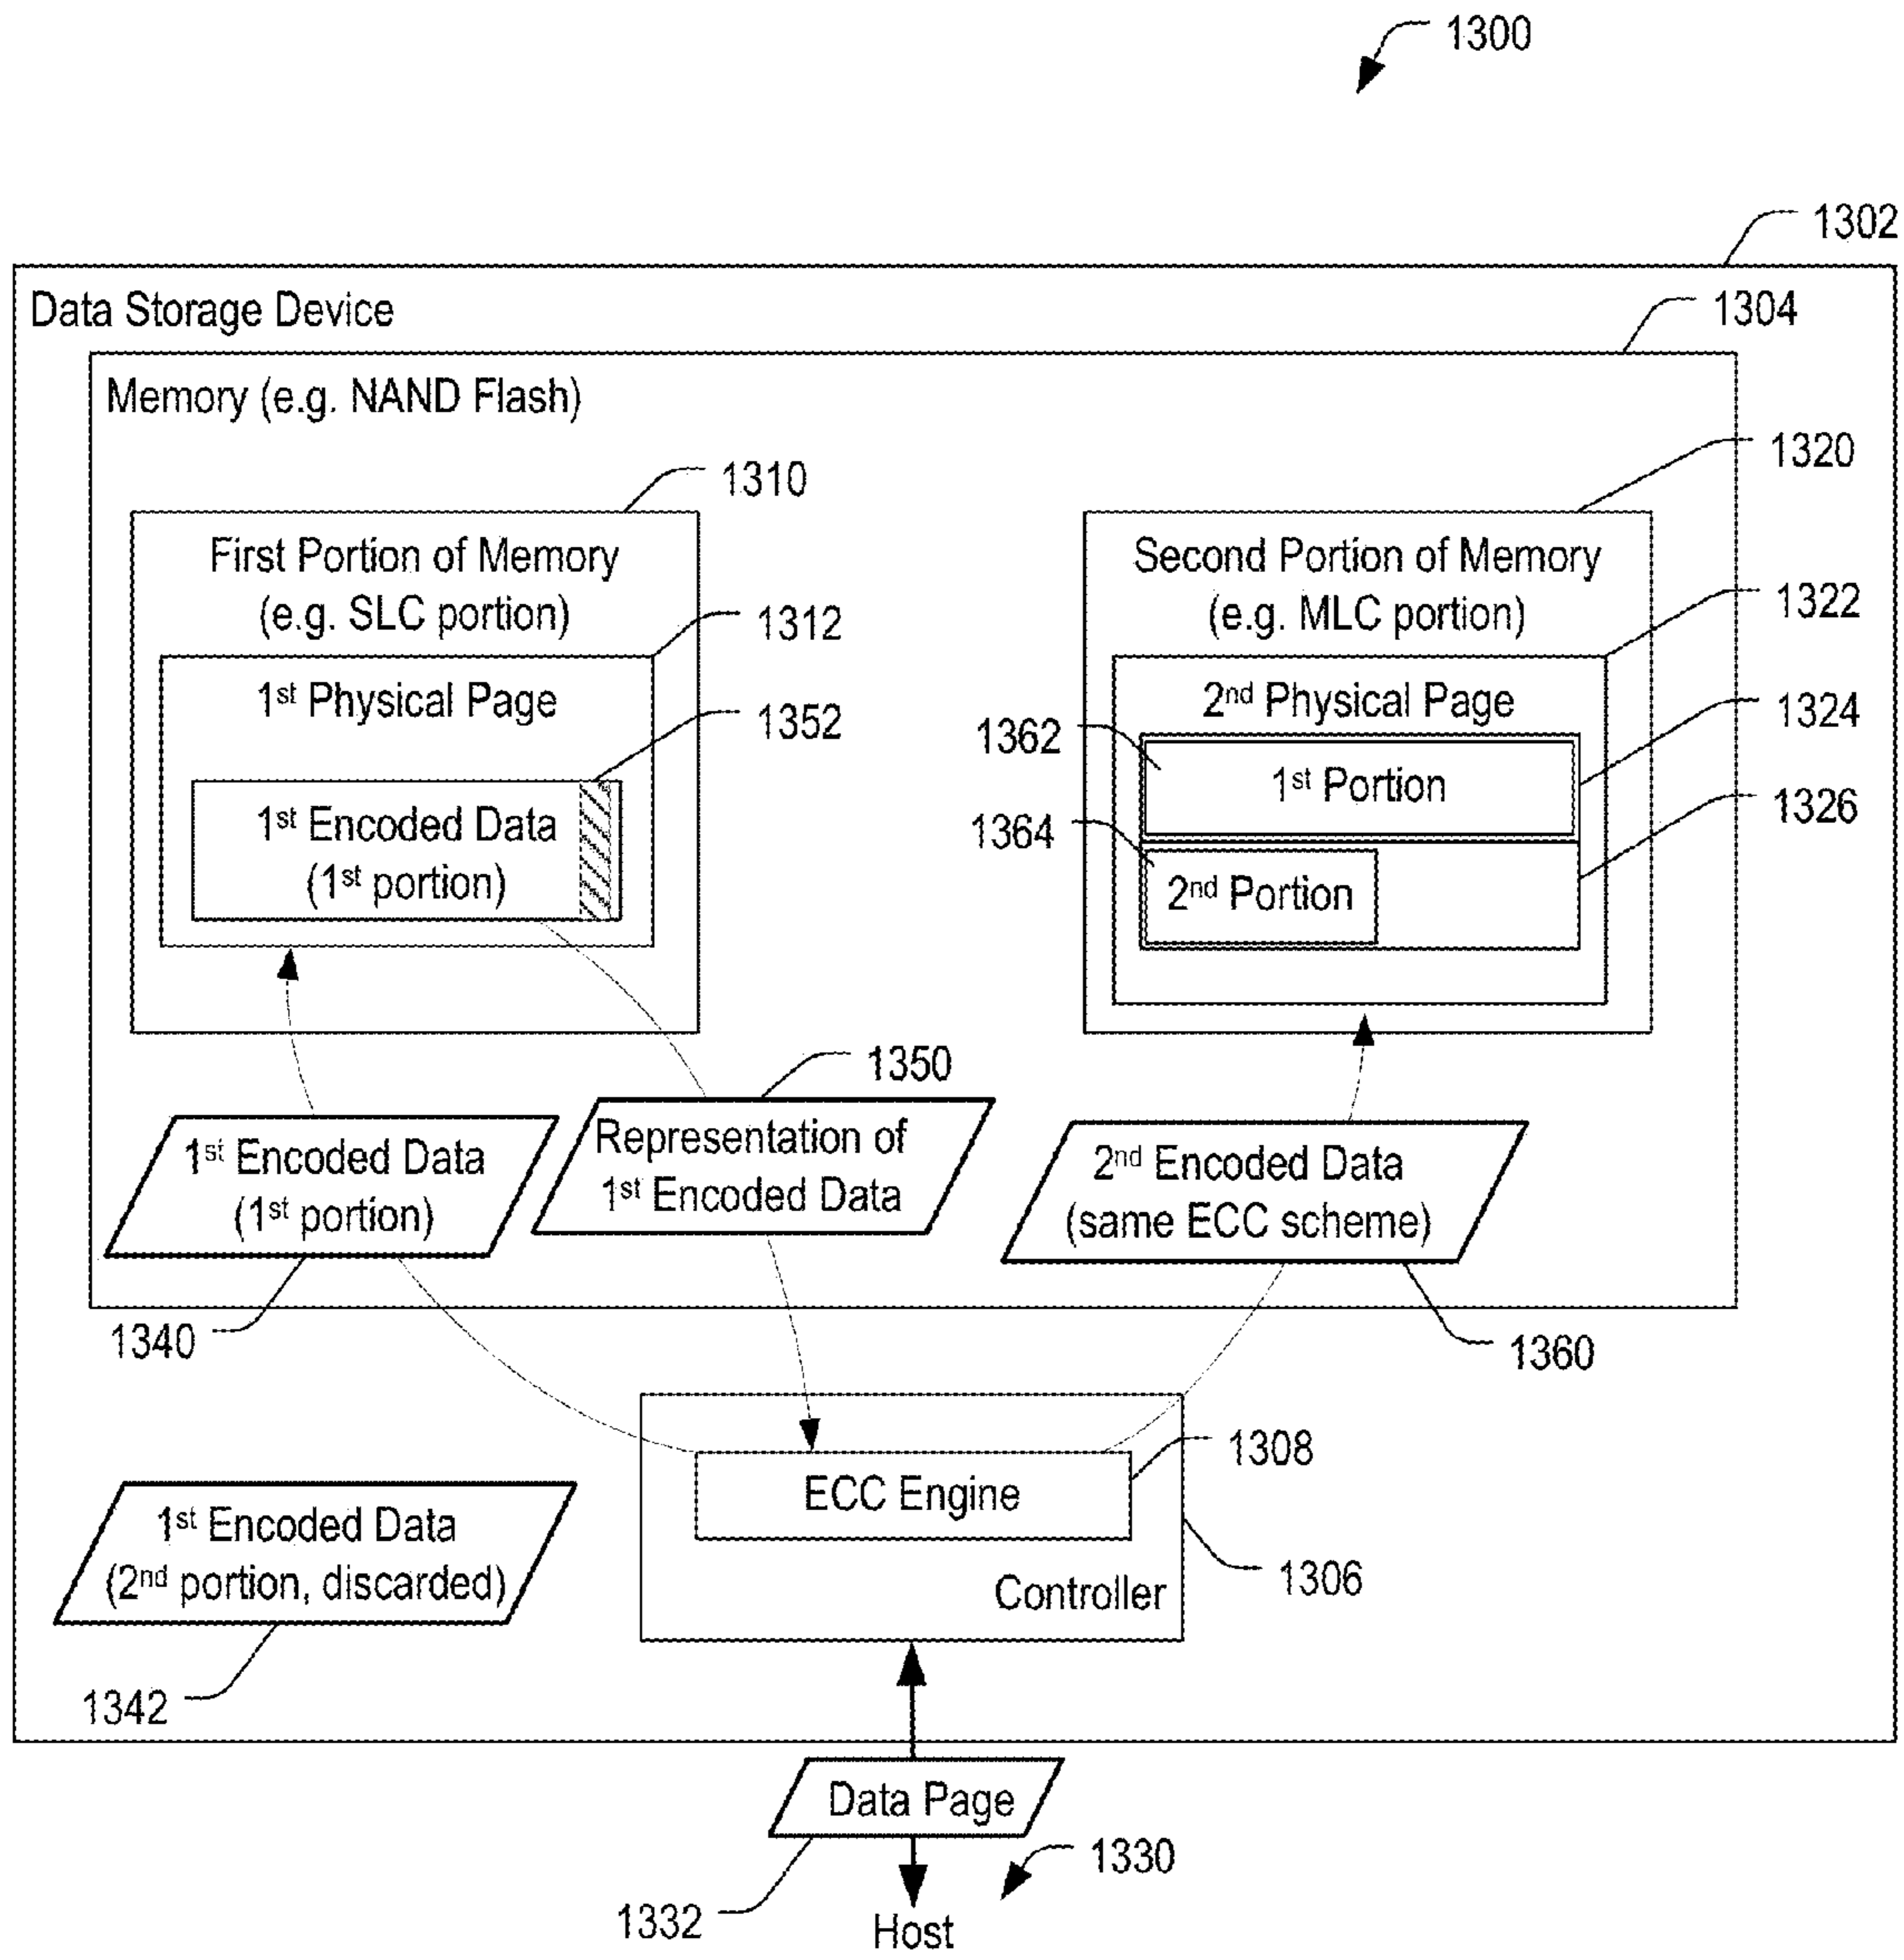 1300
1302
Data Storage Device
1304
Memory (e.g. NAND Flash)
1320
1310
First Portion of Memory
(e.g. SLC portion)
Second Portion of Memory
(e.g. MLC portion)
1312
1322
1st Physical Page
2nd Physical Page
1352
1324
1362
1st Portion
1326
1st Encoded Data
(1st portion)
1364
2nd Portion
1350
1st Encoded Data
(1st portion)
Representation of
1st Encoded Data
2nd Encoded Data
(same ECC scheme)
1340
1360
1308
ECC Engine
1st Encoded Data
(2nd portion, discarded)
1306
Controller
1342
Data Page
1330
1332
Host